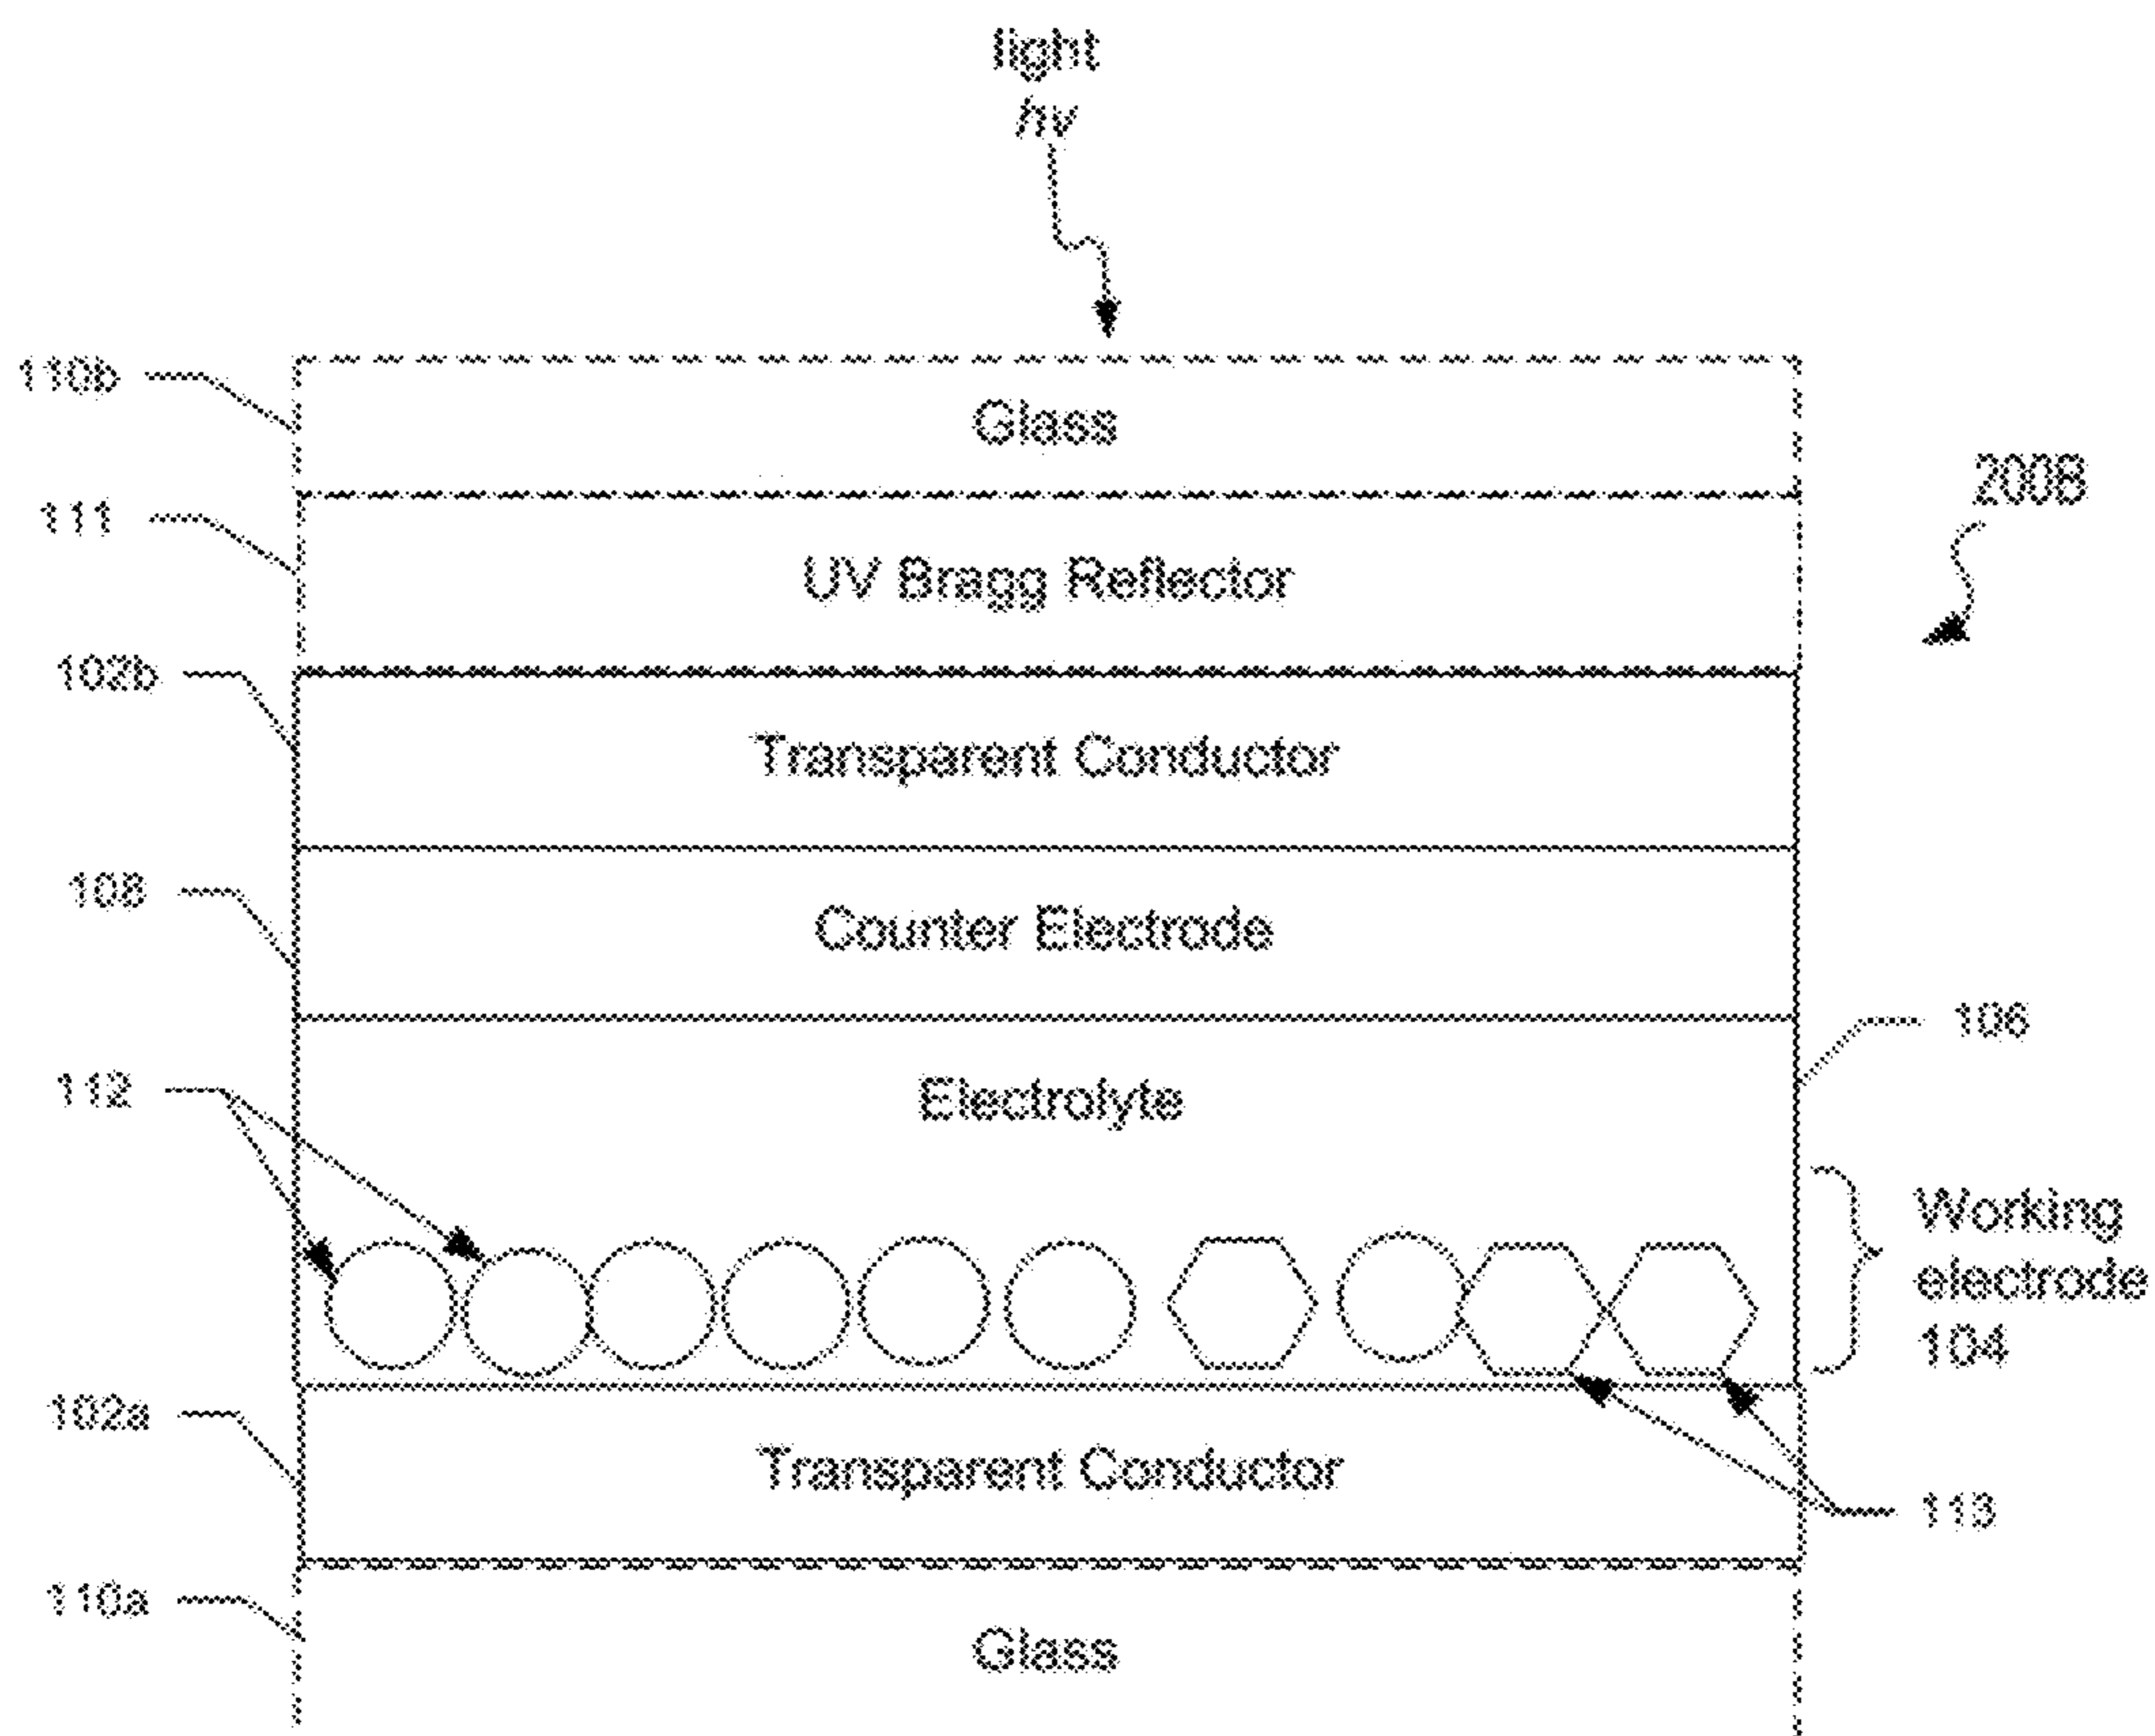 light
hv
110b
Glass
111
200B
UV Bragg Reflector
102b
Transparent Conductor
108
Counter Electrode
106
112
Electrolyte
Working
electrode
104
102a
Transparent Conductor
113
110a
Glass